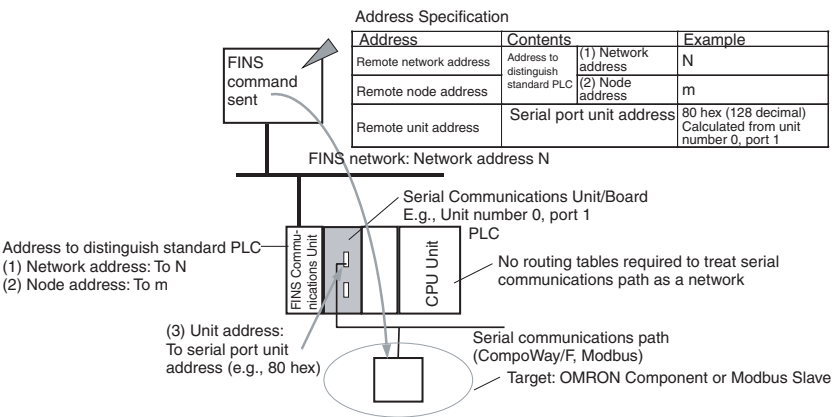 Address Specification
Address Contents Example
Remote network address Address to distinguish standard PLC (1) Network address N
Remote node address (2) Node address m
Remote unit address Serial port unit address 80 hex (128 decimal) Calculated from unit number 0, port 1
FINS
command
sent
FINS network: Network address N
Serial Communications Unit/Board
E.g., Unit number 0, port 1
PLC
Address to distinguish standard PLC
(1) Network address: To N
(2) Node address: To m
FINS Commu-
nications Unit
CPU Unit
No routing tables required to treat serial
communications path as a network
(3) Unit address:
To serial port unit
address (e.g., 80 hex)
Serial communications path
(CompoWay/F, Modbus)
Target: OMRON Component or Modbus Slave